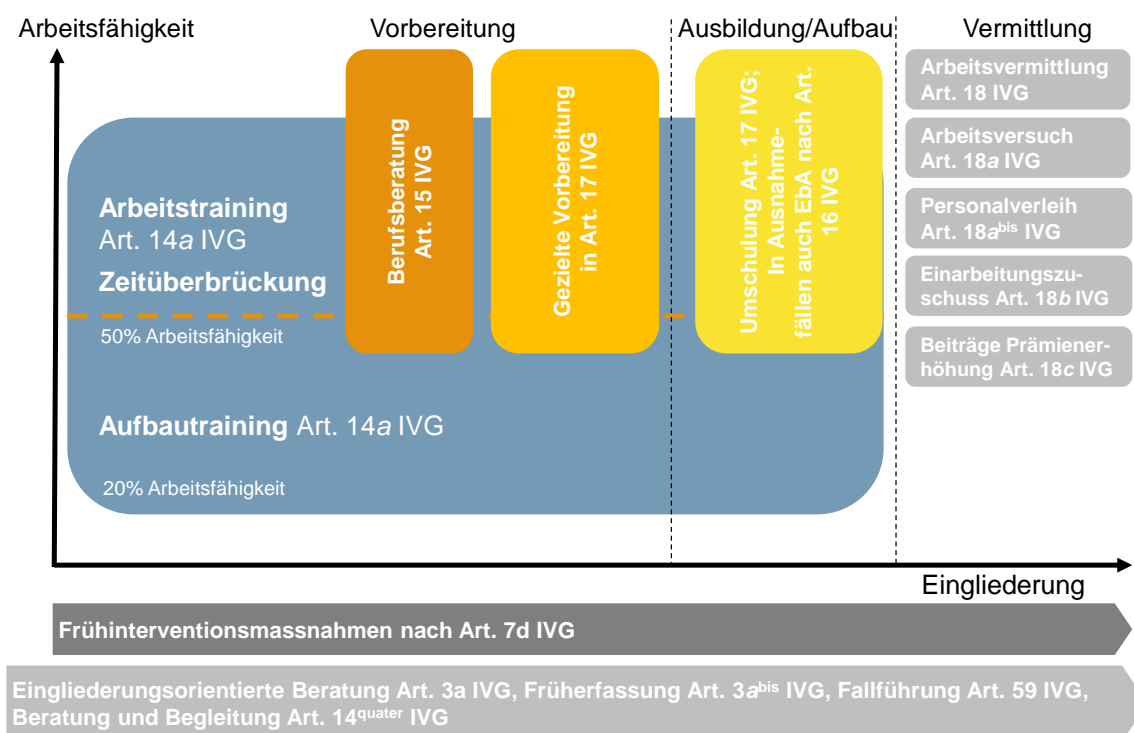 Arbeitsfähigkeit
Vorbereitung
Ausbildung/Aufbau
Vermittlung
Arbeitstraining
Art. 14a IVG
Zeitüberbrückung
50% Arbeitsfähigkeit
Aufbautraining Art. 14a IVG
20% Arbeitsfähigkeit
Berufsberatung
Art. 15 IVG
Gezielte Vorbereitung
in Art. 17 IVG
Umschulung Art. 17 IVG;
In Ausnahme-
fällen auch EbA nach Art.
16 IVG
Arbeitsvermittlung
Art. 18 IVG
Arbeitsversuch
Art. 18a IVG
Personalverleih
Art. 18abis IVG
Einarbeitungszu-
schuss Art. 18b IVG
Beiträge Prämiener-
höhung Art. 18c IVG
Eingliederung
Frühinterventionsmassnahmen nach Art. 7d IVG
Eingliederungsorientierte Beratung Art. 3a IVG, Früherfassung Art. 3abis IVG, Fallführung Art. 59 IVG,
Beratung und Begleitung Art. 14quater IVG